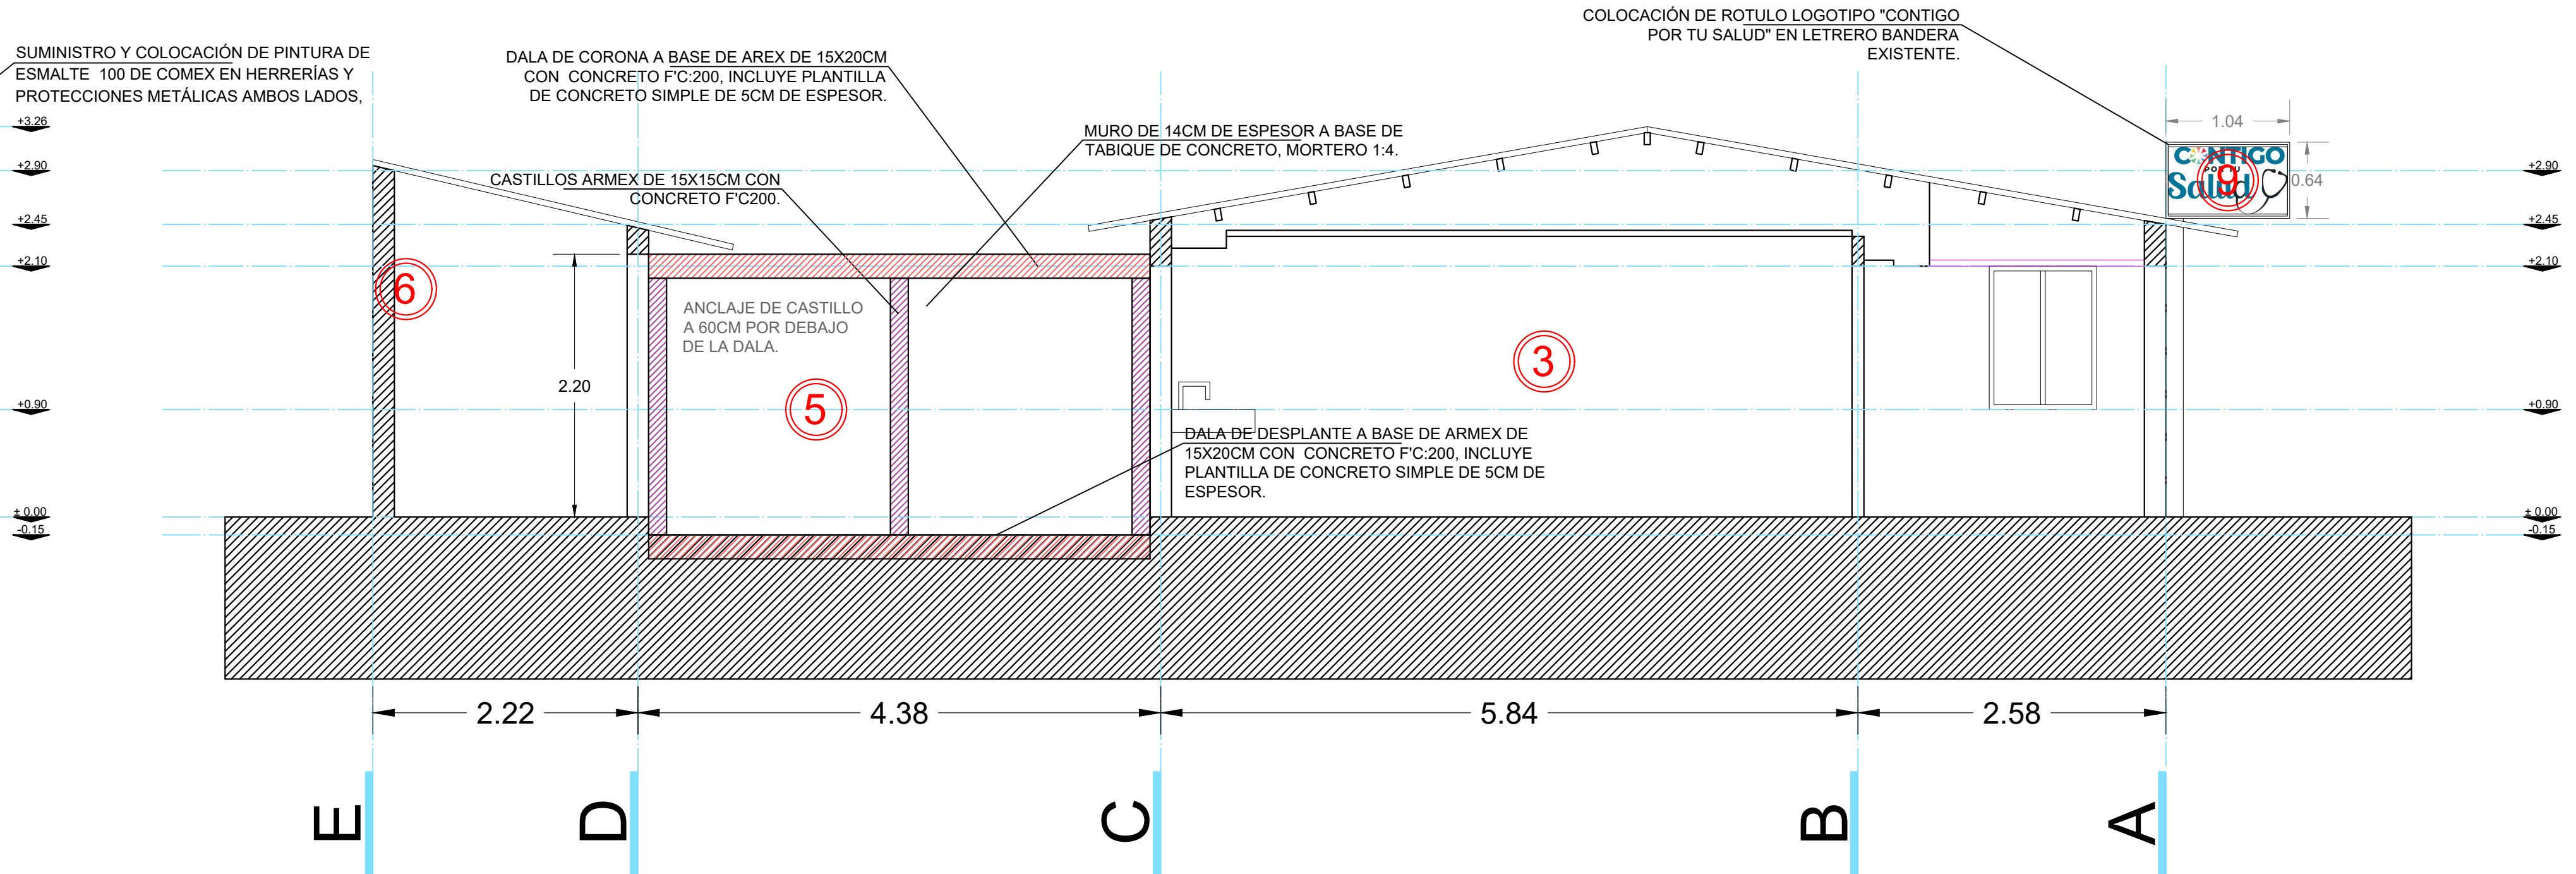 COLOCACIÓN DE ROTULO LOGOTIPO "CONTIGO
POR TU SALUD" EN LETRERO BANDERA
EXISTENTE.
SUMINISTRO Y COLOCACIÓN DE PINTURA DE
ESMALTE 100 DE COMEX EN HERRERÍAS Y
PROTECCIONES METÁLICAS AMBOS LADOS,
DALA DE CORONA A BASE DE AREX DE 15X20CM
CON CONCRETO F'C:200, INCLUYE PLANTILLA
DE CONCRETO SIMPLE DE 5CM DE ESPESOR.
MURO DE 14CM DE ESPESOR A BASE DE
TABIQUE DE CONCRETO, MORTERO 1:4.
CASTILLOS ARMEX DE 15X15CM CON
CONCRETO F'C200.
+3.26
+2.90
+2.45
+2.10
+0.90
± 0.00
-0.15
1.04
CONTIGO
POR TU
Salud
9
0.64
+2.90
+2.45
+2.10
+0.90
± 0.00
-0.15
6
2.20
ANCLAJE DE CASTILLO
A 60CM POR DEBAJO
DE LA DALA.
5
3
DALA DE DESPLANTE A BASE DE ARMEX DE
15X20CM CON CONCRETO F'C:200, INCLUYE
PLANTILLA DE CONCRETO SIMPLE DE 5CM DE
ESPESOR.
2.22
4.38
5.84
2.58
E
D
C
B
A